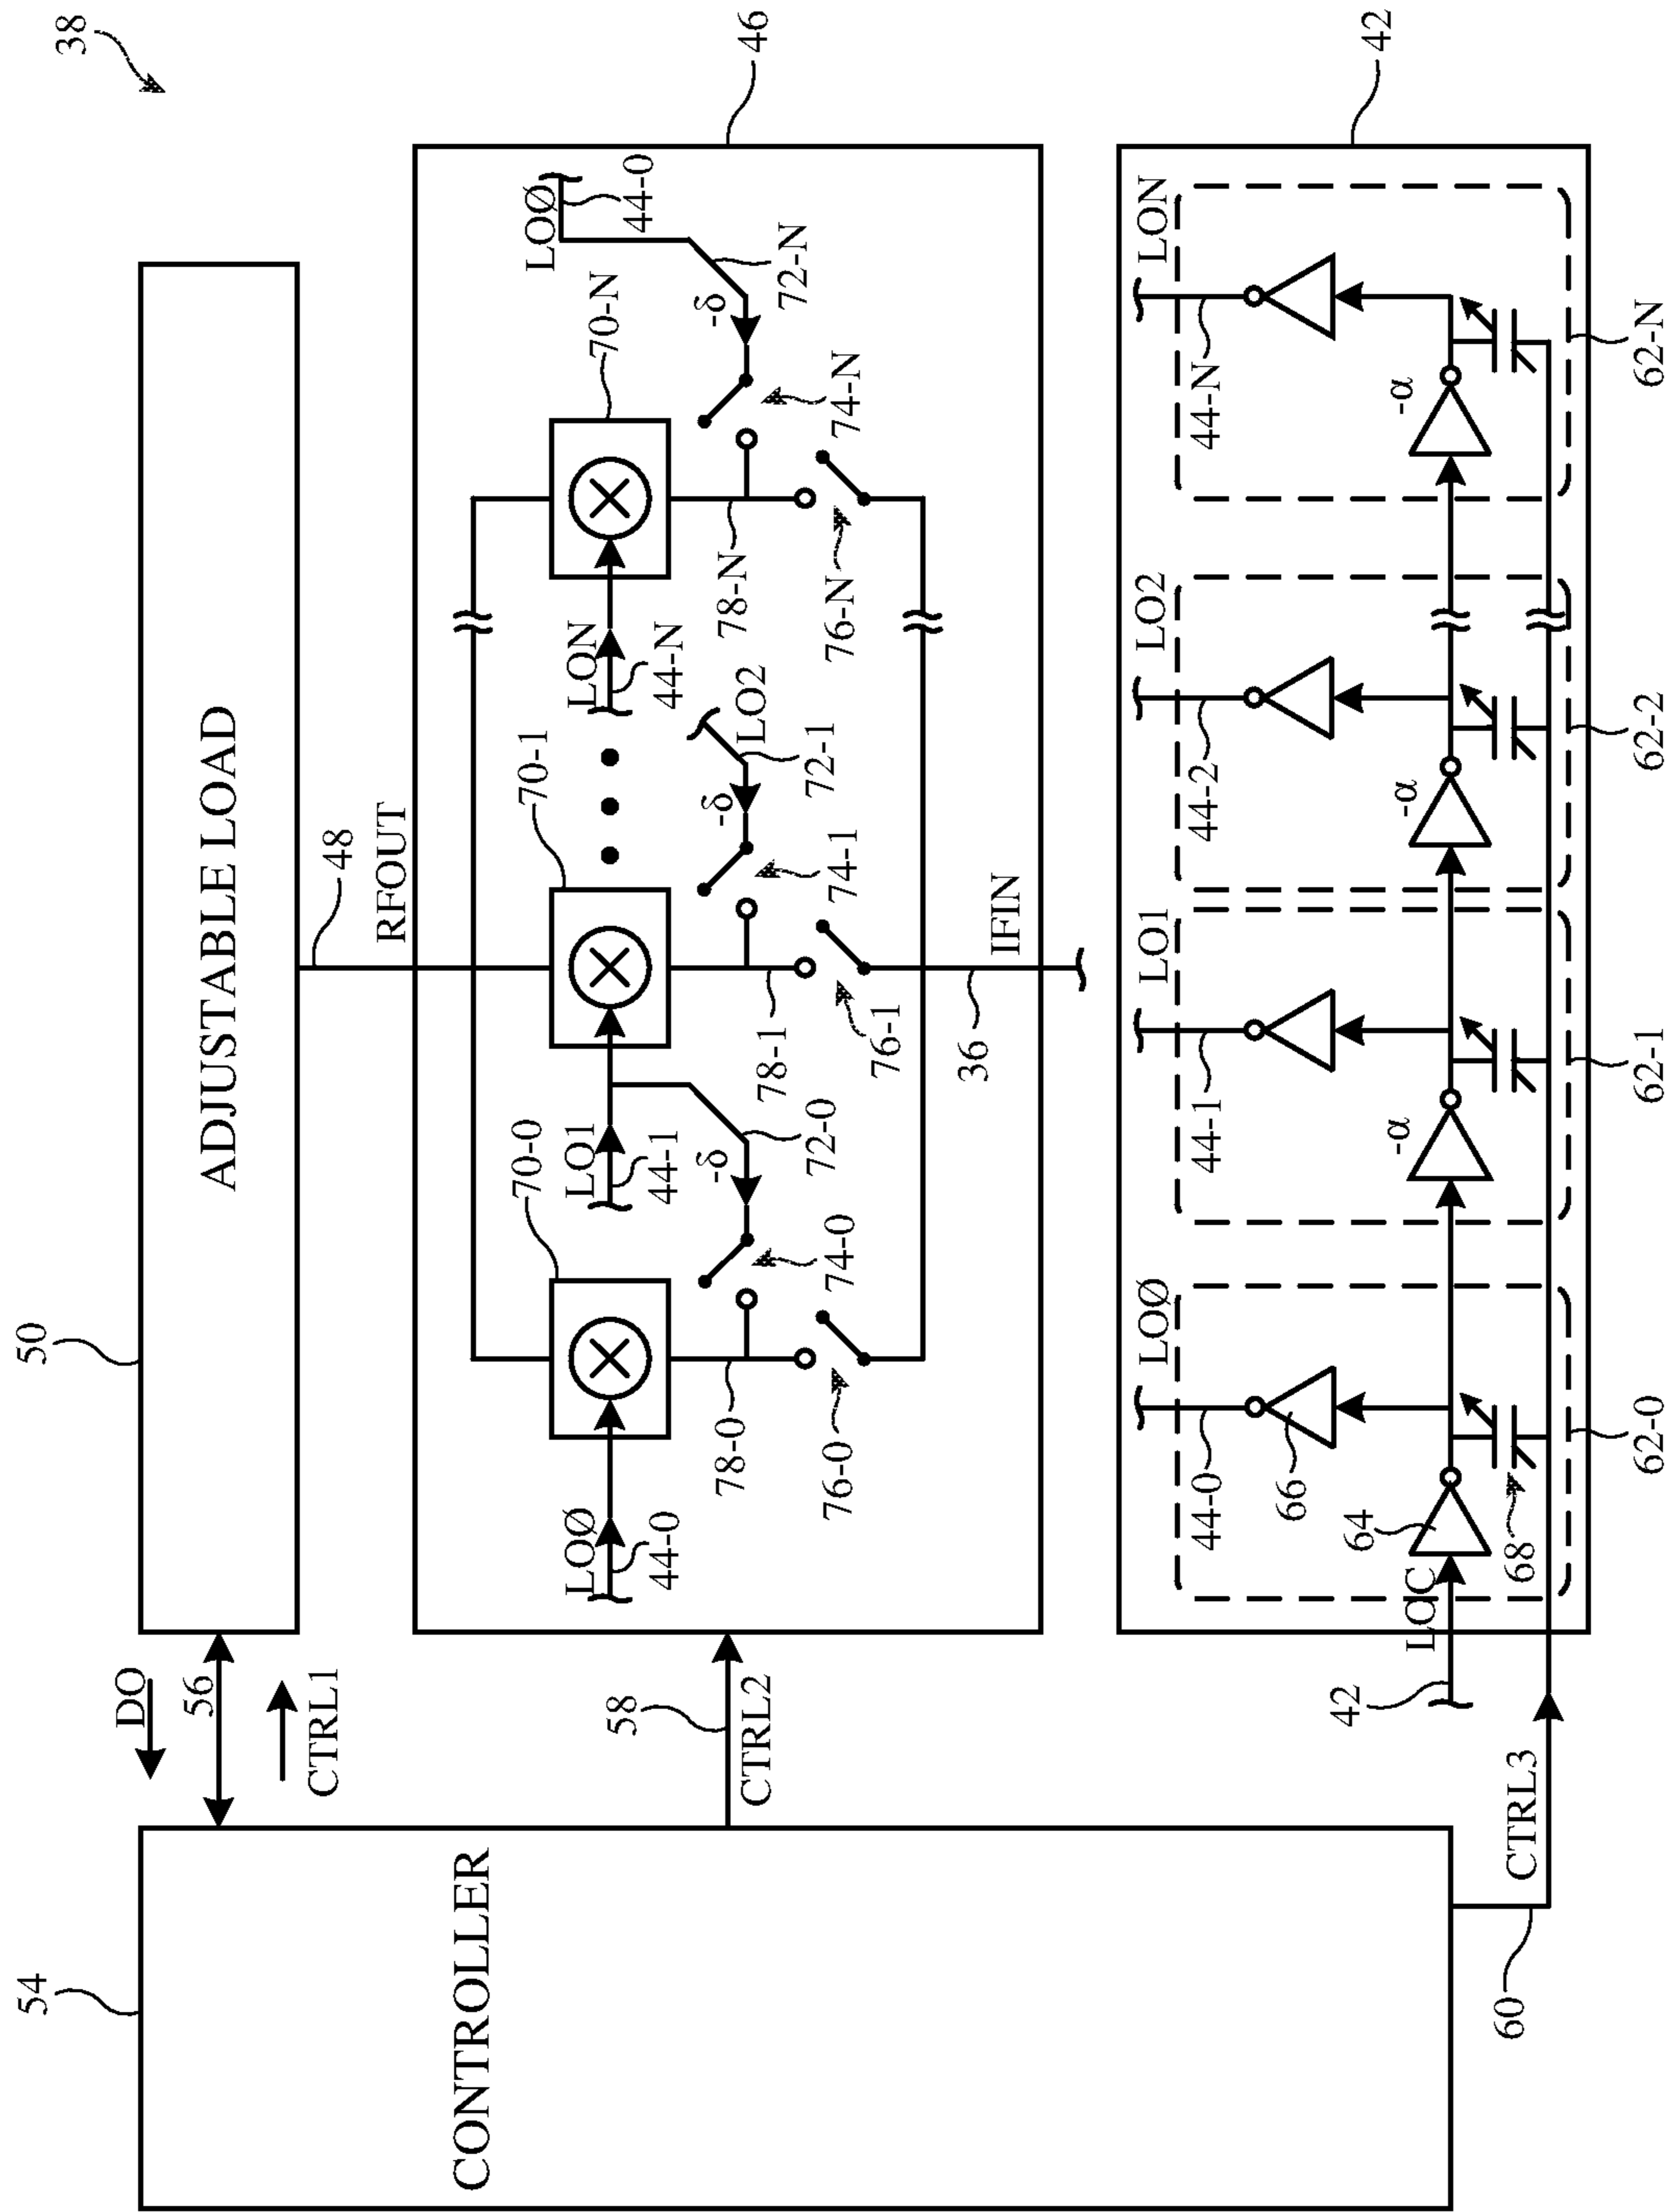 38
50
ADJUSTABLE LOAD
54
CONTROLLER
DO
56
CTRL1
48
RFOUT
58
CTRL2
46
LOØ
44-0
70-0
78-0
76-0
74-0
-δ
72-0
LO1
44-1
70-1
78-1
76-1
74-1
-δ
72-1
LO2
36
IFIN
LON
44-N
70-N
78-N
76-N
74-N
-δ
72-N
LOØ
44-0
42
42
LOC
CTRL3
60
LOØ
44-0
66
64
68
62-0
LO1
44-1
-α
62-1
LO2
44-2
-α
62-2
LON
44-N
-α
62-N